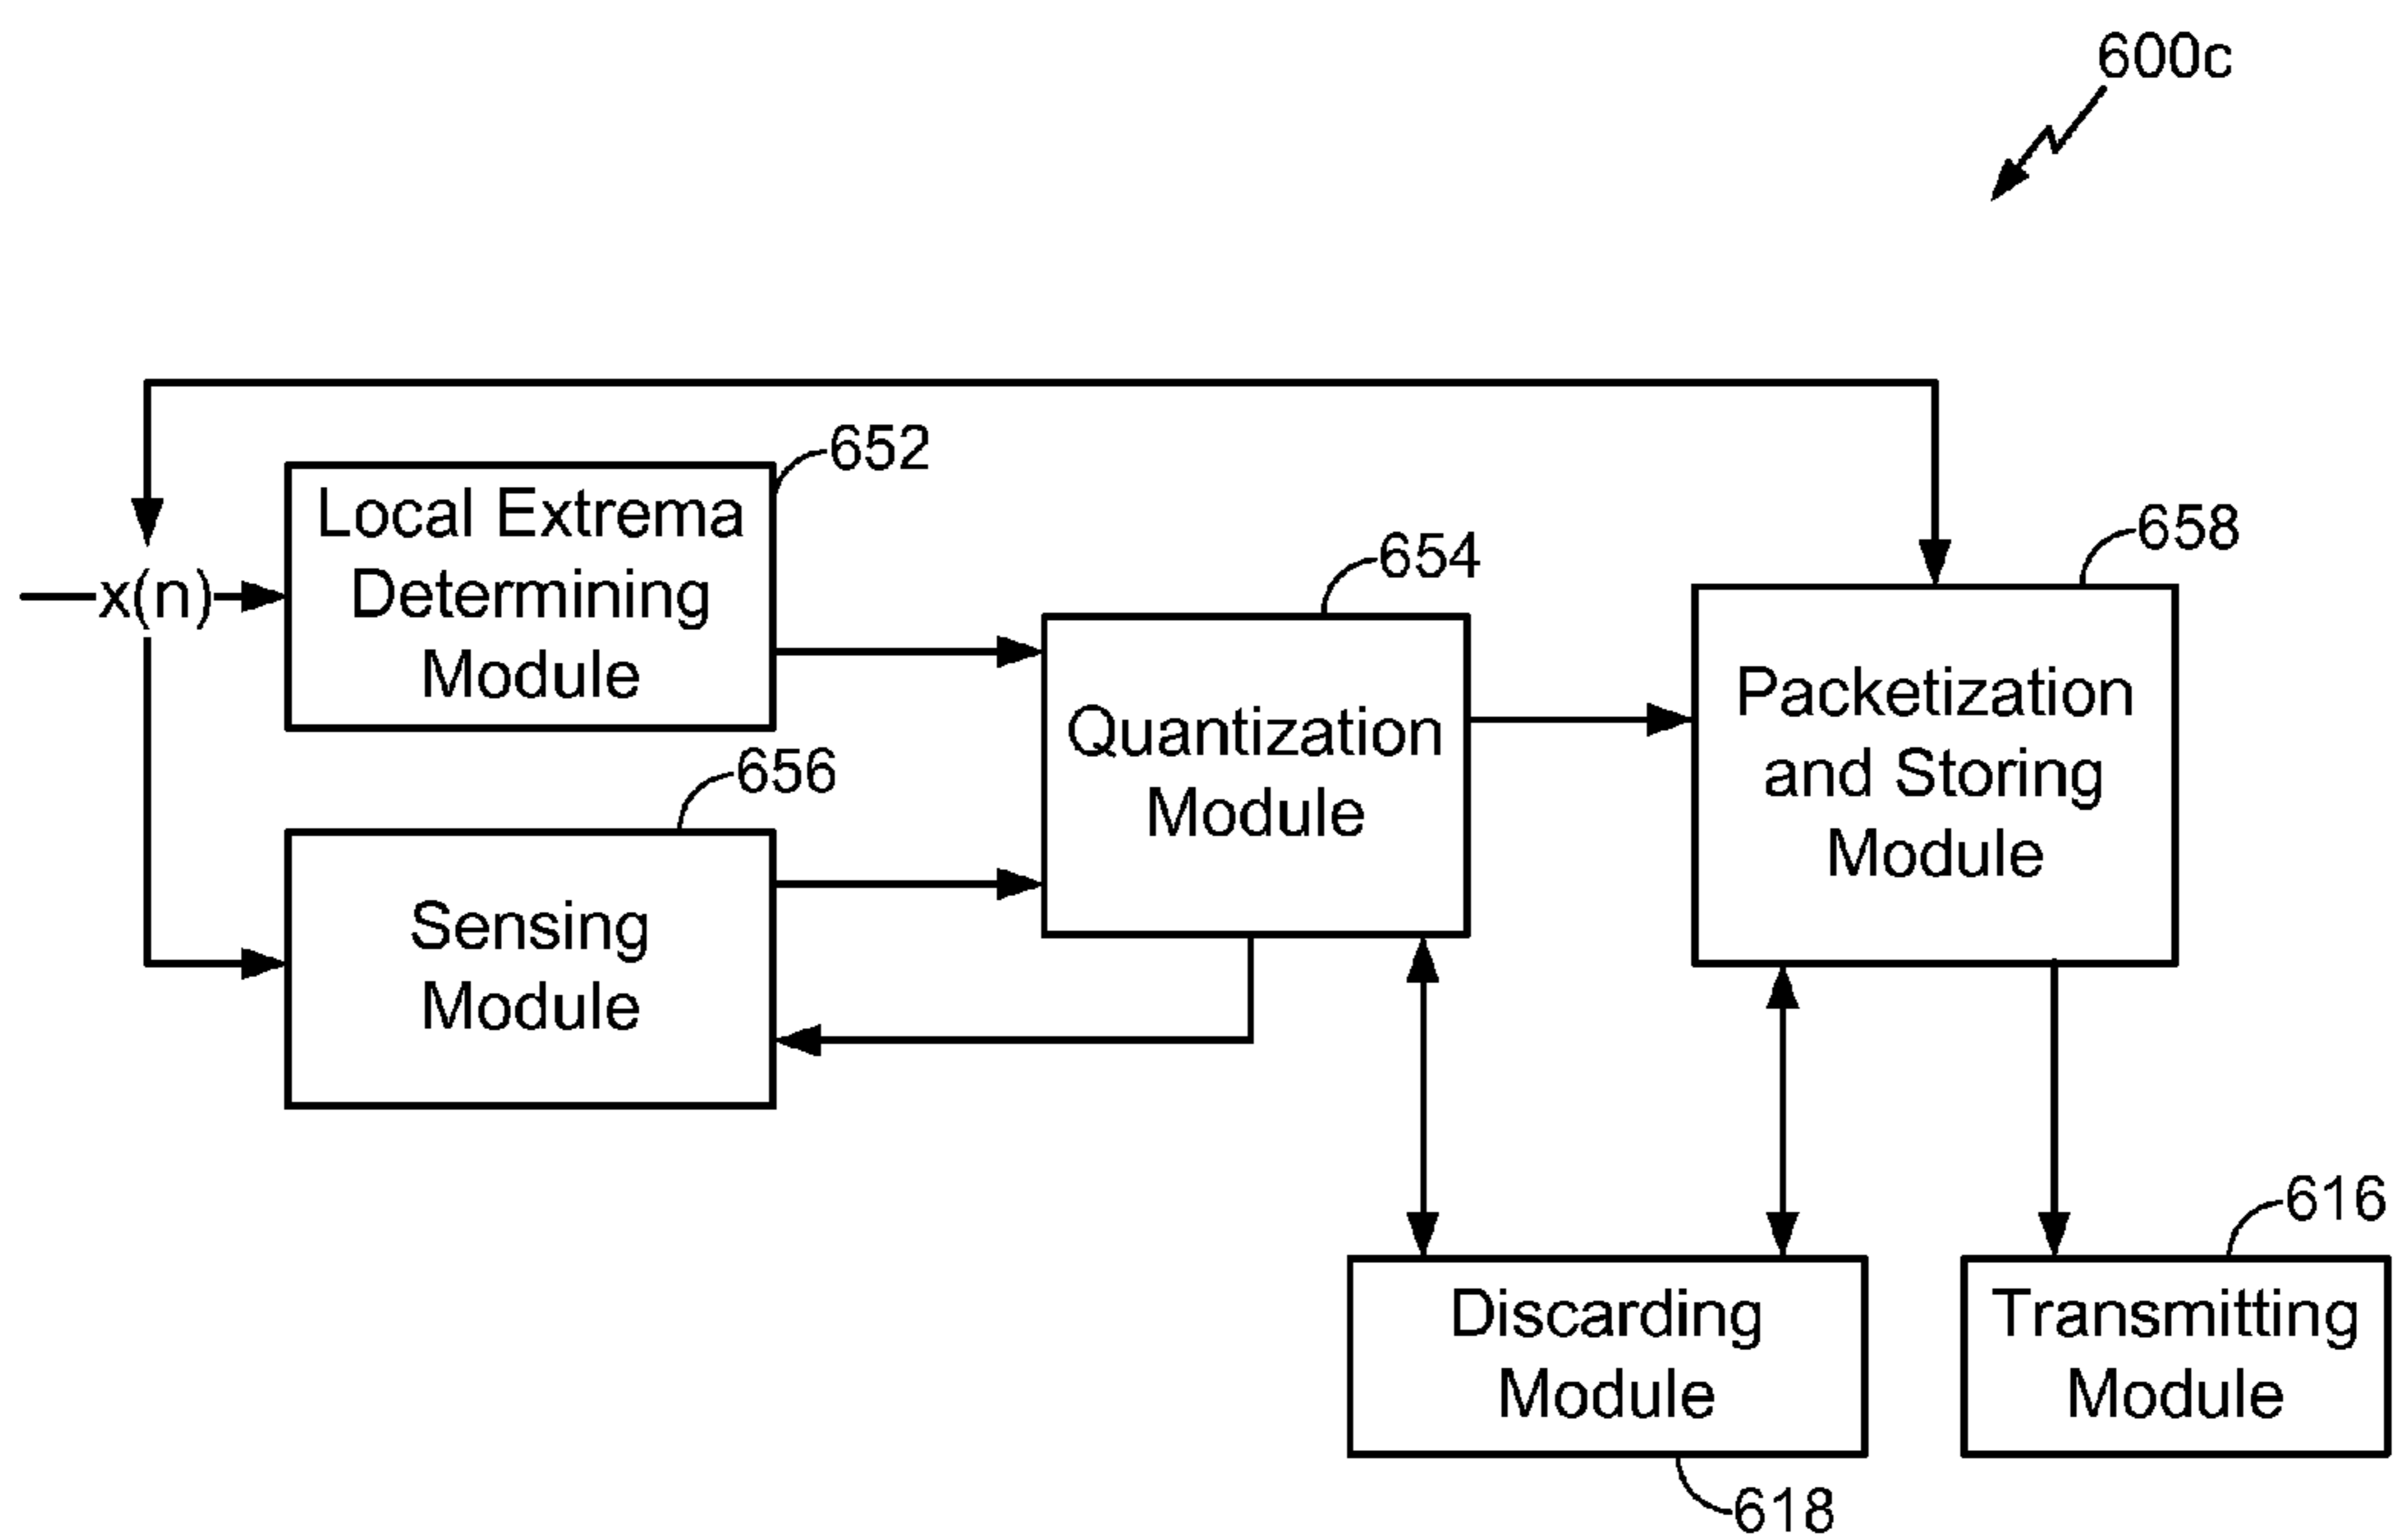 600c
652
Local Extrema
Determining
Module
x(n)
654
658
Quantization
Module
Packetization
and Storing
Module
656
Sensing
Module
616
Discarding
Module
Transmitting
Module
618